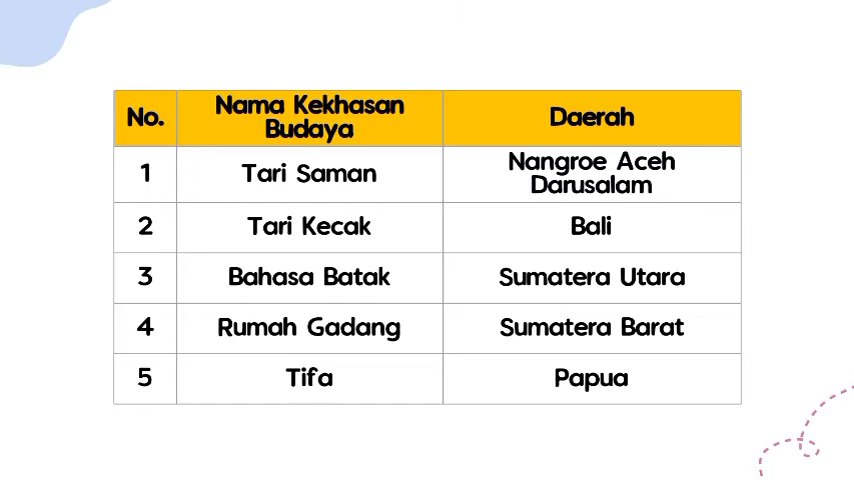 No. Nama Kekhasan Budaya Daerah
1 Tari Saman Nangroe Aceh Darusalam
2 Tari Kecak Bali
3 Bahasa Batak Sumatera Utara
4 Rumah Gadang Sumatera Barat
5 Tifa Papua